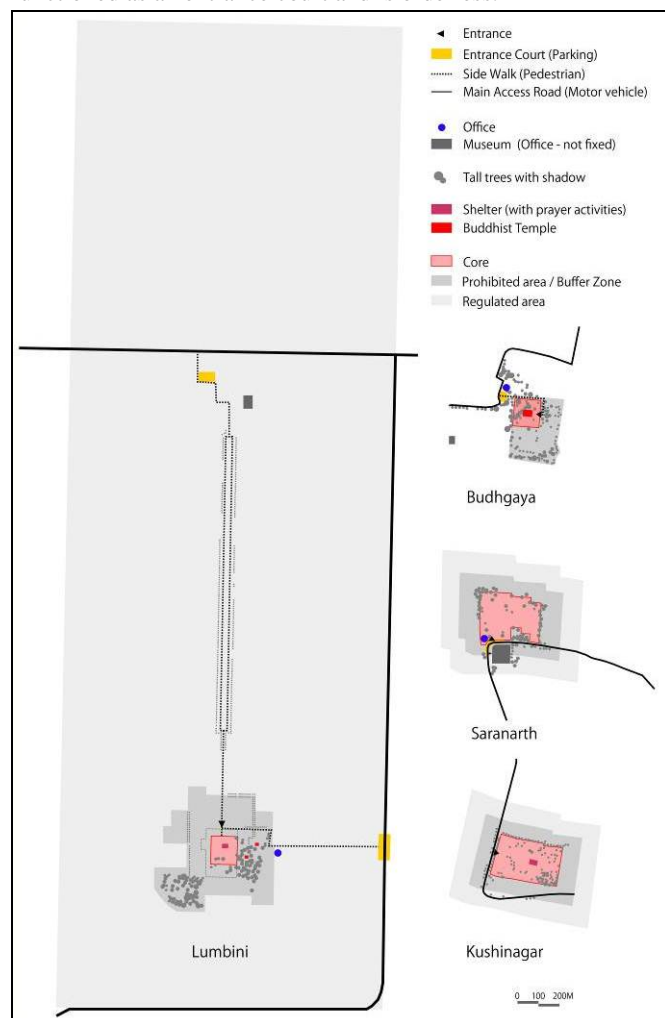 Entrance
Entrance Court (Parking)
Side Walk (Pedestrian)
Main Access Road (Motor vehicle)
Office
Museum (Office - not fixed)
Tall trees with shadow
Shelter (with prayer activities)
Buddhist Temple
Core
Prohibited area / Buffer Zone
Regulated area
Budhgaya
Saranarth
Lumbini
Kushinagar
0 100 200M